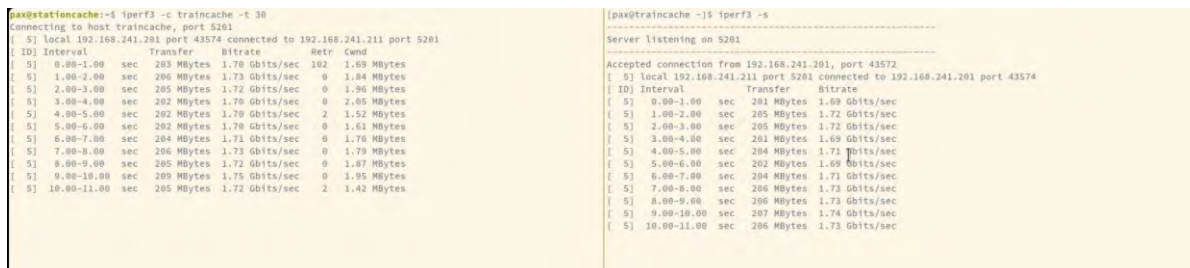 pax@stationcache:~$ iperf3 -c traincache -t 30
Connecting to host traincache, port 5201
[  5] local 192.168.241.201 port 43574 connected to 192.168.241.211 port 5201
[ ID] Interval           Transfer     Bitrate         Retr  Cwnd
[  5]   0.00-1.00   sec   203 MBytes  1.70 Gbits/sec  102   1.69 MBytes
[  5]   1.00-2.00   sec   206 MBytes  1.73 Gbits/sec    0   1.84 MBytes
[  5]   2.00-3.00   sec   205 MBytes  1.72 Gbits/sec    0   1.96 MBytes
[  5]   3.00-4.00   sec   202 MBytes  1.70 Gbits/sec    0   2.05 MBytes
[  5]   4.00-5.00   sec   202 MBytes  1.70 Gbits/sec    2   1.52 MBytes
[  5]   5.00-6.00   sec   202 MBytes  1.70 Gbits/sec    0   1.61 MBytes
[  5]   6.00-7.00   sec   204 MBytes  1.71 Gbits/sec    0   1.70 MBytes
[  5]   7.00-8.00   sec   206 MBytes  1.73 Gbits/sec    0   1.79 MBytes
[  5]   8.00-9.00   sec   205 MBytes  1.72 Gbits/sec    0   1.87 MBytes
[  5]   9.00-10.00  sec   209 MBytes  1.75 Gbits/sec    0   1.95 MBytes
[  5]  10.00-11.00  sec   205 MBytes  1.72 Gbits/sec    2   1.42 MBytes
[pax@traincache ~]$ iperf3 -s
-----------------------------------------------------------
Server listening on 5201
-----------------------------------------------------------
Accepted connection from 192.168.241.201, port 43572
[  5] local 192.168.241.211 port 5201 connected to 192.168.241.201 port 43574
[ ID] Interval           Transfer     Bitrate
[  5]   0.00-1.00   sec   201 MBytes  1.69 Gbits/sec
[  5]   1.00-2.00   sec   205 MBytes  1.72 Gbits/sec
[  5]   2.00-3.00   sec   205 MBytes  1.72 Gbits/sec
[  5]   3.00-4.00   sec   201 MBytes  1.69 Gbits/sec
[  5]   4.00-5.00   sec   204 MBytes  1.71 Gbits/sec
[  5]   5.00-6.00   sec   202 MBytes  1.69 Gbits/sec
[  5]   6.00-7.00   sec   204 MBytes  1.71 Gbits/sec
[  5]   7.00-8.00   sec   206 MBytes  1.73 Gbits/sec
[  5]   8.00-9.00   sec   206 MBytes  1.73 Gbits/sec
[  5]   9.00-10.00  sec   207 MBytes  1.74 Gbits/sec
[  5]  10.00-11.00  sec   206 MBytes  1.73 Gbits/sec